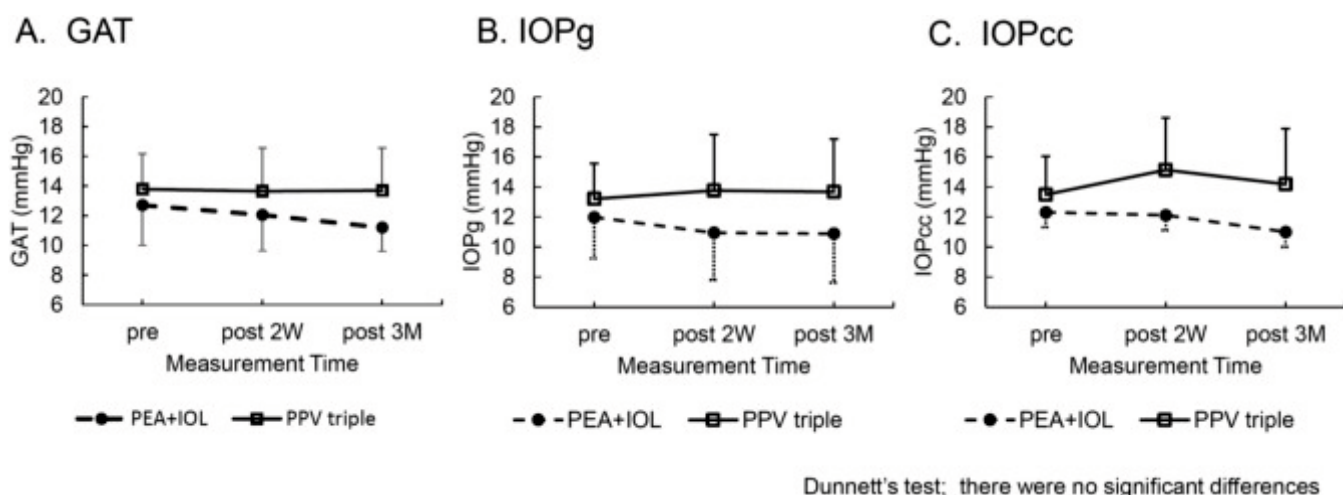 A. GAT
20
18
16
14
12
10
8
6
GAT (mmHg)
pre post 2W post 3M
Measurement Time
PEA+IOL PPV triple
B. IOPg
20
18
16
14
12
10
8
6
IOPg (mmHg)
pre post 2W post 3M
Measurement Time
PEA+IOL PPV triple
C. IOPcc
20
18
16
14
12
10
8
6
IOPcc (mmHg)
pre post 2W post 3M
Measurement Time
PEA+IOL PPV triple
Dunnett's test; there were no significant differences